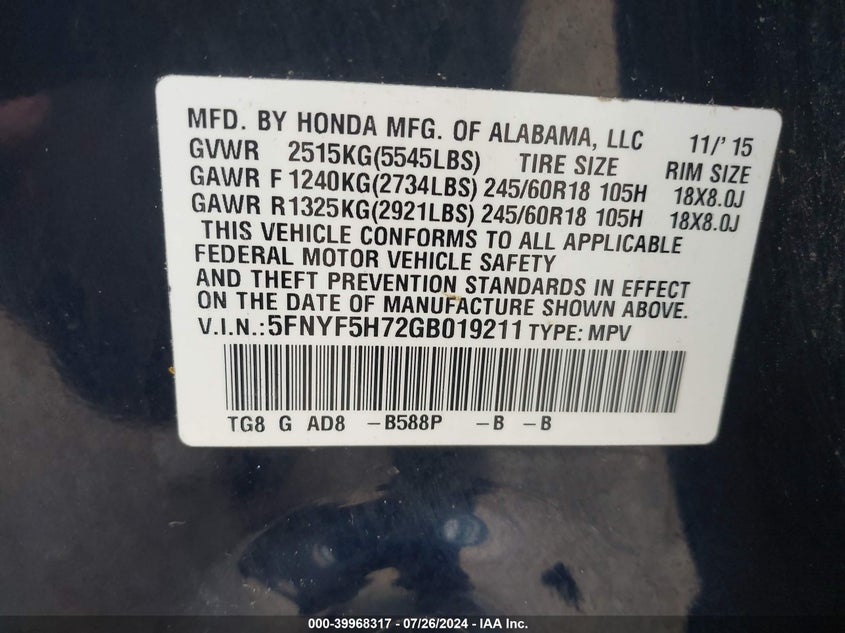 MFD. BY HONDA MFG. OF ALABAMA, LLC 11/' 15
GVWR 2515KG(5545LBS) TIRE SIZE RIM SIZE
GAWR F 1240KG(2734LBS) 245/60R18 105H 18X8.0J
GAWR R1325KG(2921LBS) 245/60R18 105H 18X8.0J
THIS VEHICLE CONFORMS TO ALL APPLICABLE
FEDERAL MOTOR VEHICLE SAFETY
AND THEFT PREVENTION STANDARDS IN EFFECT
ON THE DATE OF MANUFACTURE SHOWN ABOVE.
V.I.N.:5FNYF5H72GB019211 TYPE: MPV
TG8 G AD8 -B588P -B -B
000-39968317 - 07/26/2024 - IAA Inc.